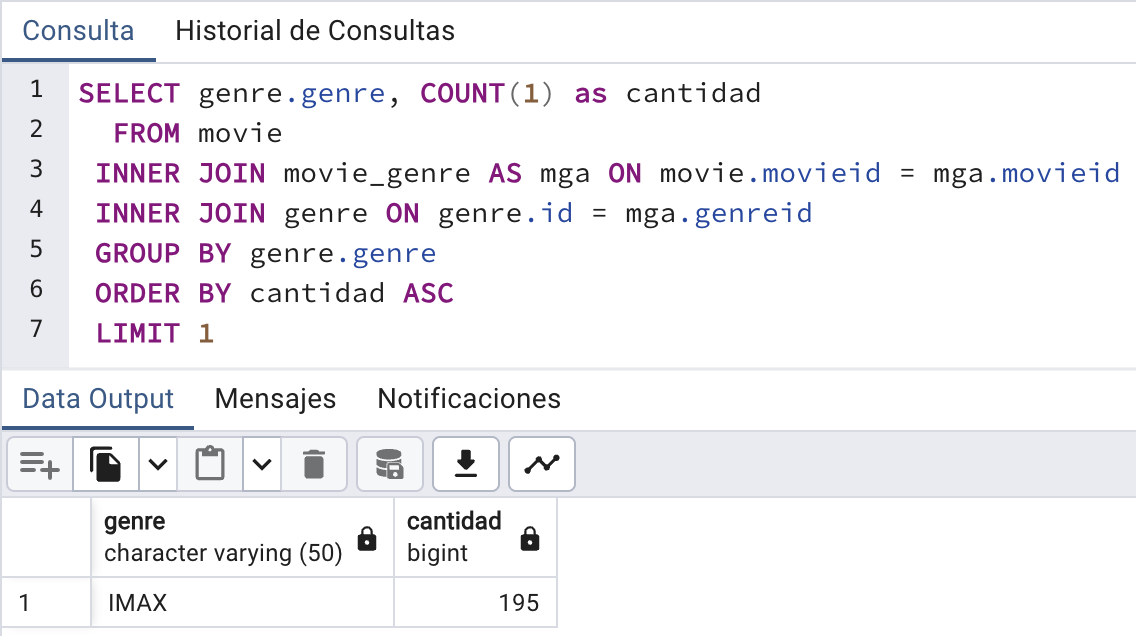 Consulta Historial de Consultas
1 SELECT genre.genre, COUNT(1) as cantidad
2 FROM movie
3 INNER JOIN movie_genre AS mga ON movie.movieid = mga.movieid
4 INNER JOIN genre ON genre.id = mga.genreid
5 GROUP BY genre.genre
6 ORDER BY cantidad ASC
7 LIMIT 1
Data Output Mensajes Notificaciones
genre cantidad
character varying (50) bigint
1 IMAX 195